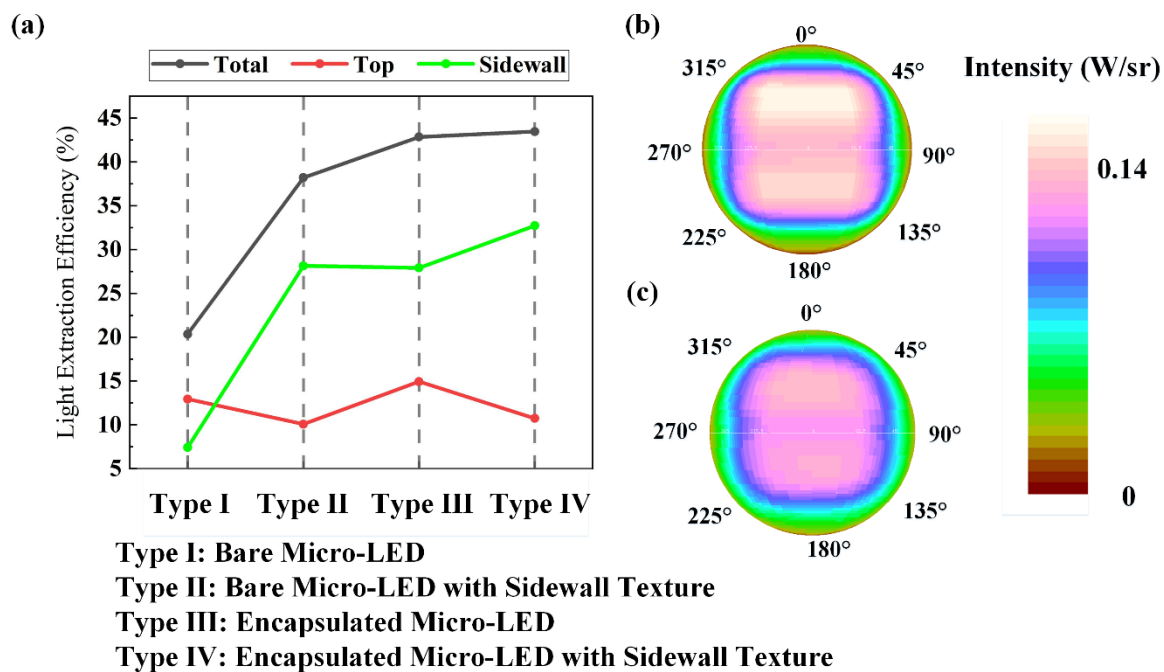 (a)
Total
Top
Sidewall
Light Extraction Efficiency (%)
45
40
35
30
25
20
15
10
5
Type I
Type II
Type III
Type IV
Type I: Bare Micro-LED
Type II: Bare Micro-LED with Sidewall Texture
Type III: Encapsulated Micro-LED
Type IV: Encapsulated Micro-LED with Sidewall Texture
(b)
0°
315°
45°
270°
90°
225°
135°
180°
(c)
0°
315°
45°
270°
90°
225°
135°
180°
Intensity (W/sr)
0.14
0